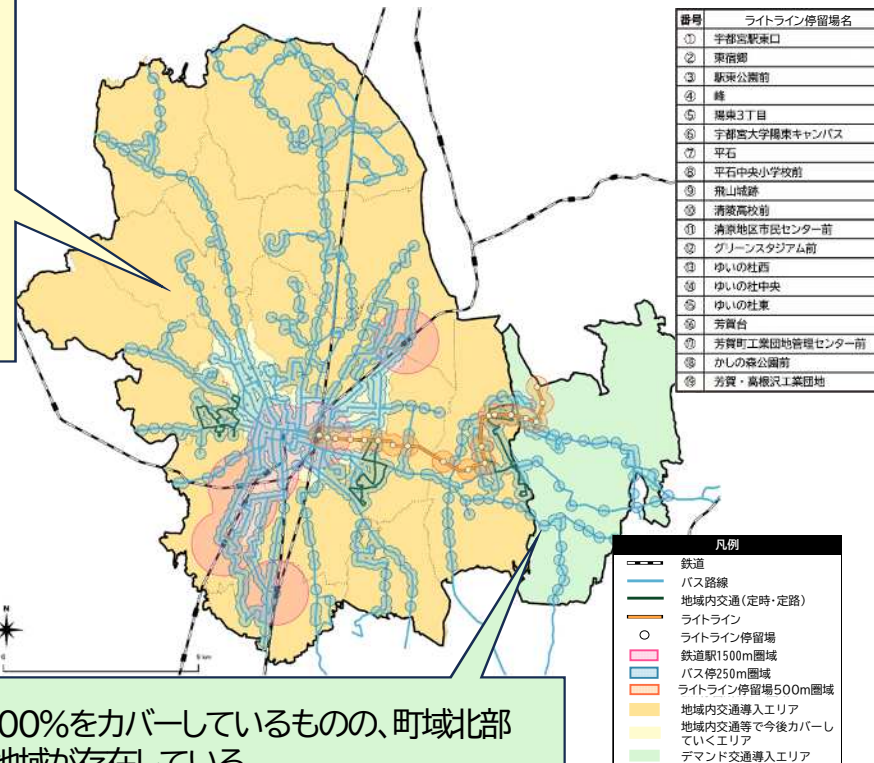 番号 ライトライン停留場名
① 宇都宮駅東口
② 東宿郷
③ 駅東公園前
④ 峰
⑤ 陽東3丁目
⑥ 宇都宮大学陽東キャンパス
⑦ 平石
⑧ 平石中央小学校前
⑨ 飛山城跡
⑩ 清陵高校前
⑪ 清原地区市民センター前
⑫ グリーンスタジアム前
⑬ ゆいの杜西
⑭ ゆいの杜中央
⑮ ゆいの杜東
⑯ 芳賀台
⑰ 芳賀町工業団地管理センター前
⑱ かしの森公園前
⑲ 芳賀・高根沢工業団地
凡例
鉄道
バス路線
地域内交通(定時・定路)
ライトライン
ライトライン停留場
鉄道駅1500m圏域
バス停250m圏域
ライトライン停留場500m圏域
地域内交通導入エリア
地域内交通等で今後カバーし
ていくエリア
デマンド交通導入エリア
N
0 5 km
00%をカバーしているものの、町域北部
地域が存在している